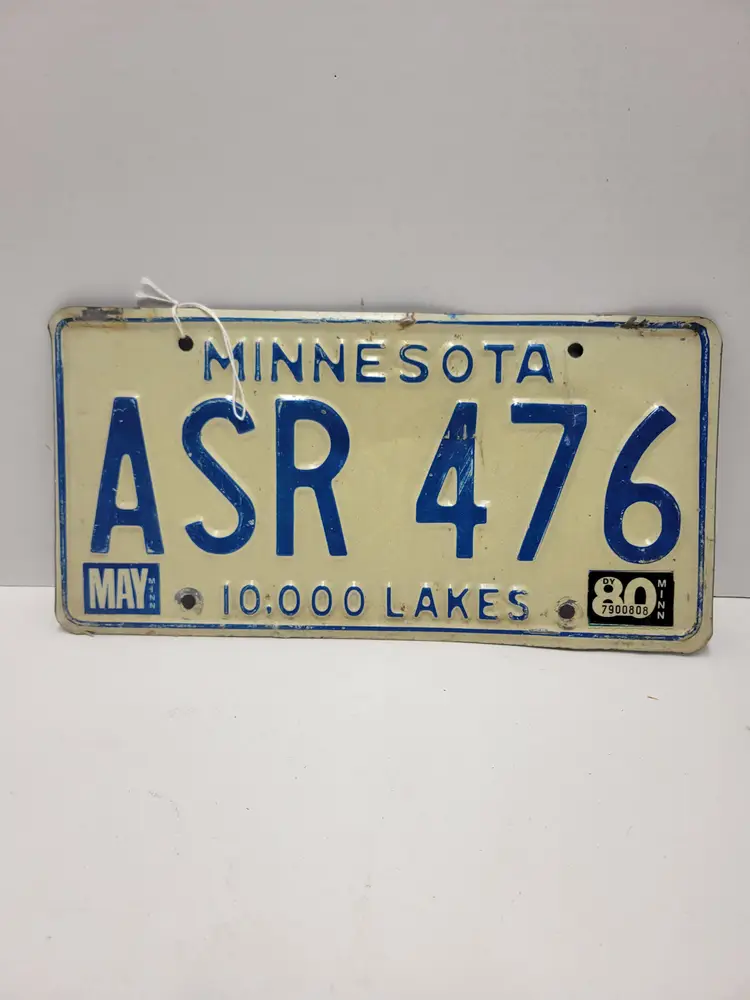 MINNESOTA
ASR 476
MAY MINN
10,000 LAKES
DY 80 MINN
7900808